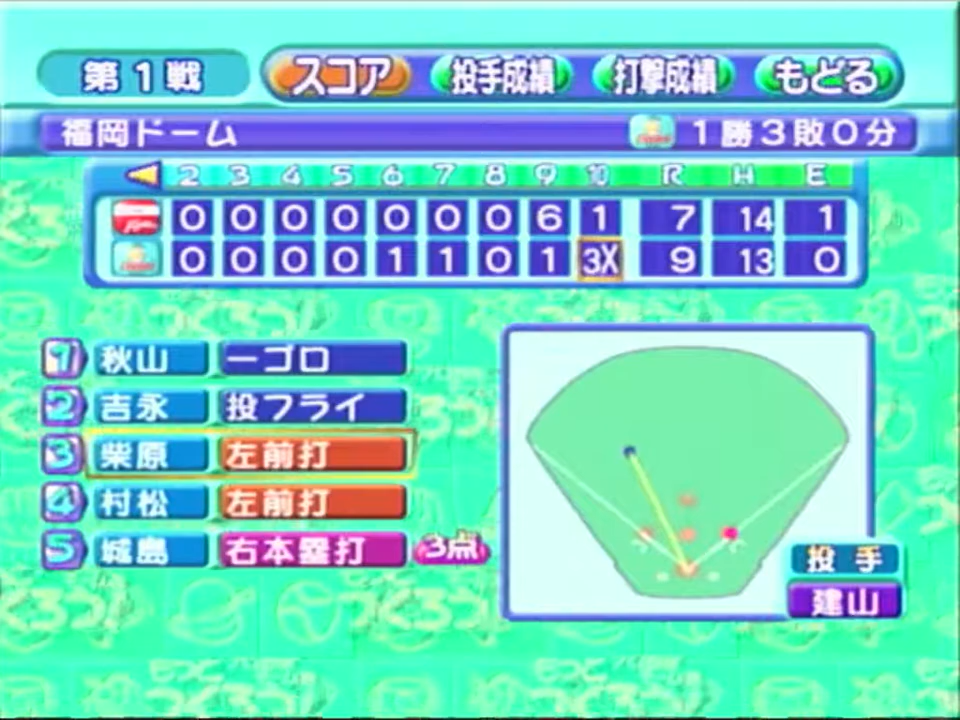 第1戦 スコア 投手成績 打撃成績 もどる
福岡ドーム 1勝3敗0分
2 3 4 5 6 7 8 9 10 R H E
0 0 0 0 0 0 0 6 1 7 14 1
0 0 0 0 1 1 0 1 3X 9 13 0
1 秋山 一ゴロ
2 吉永 投フライ
3 柴原 左前打
4 村松 左前打
5 城島 右本塁打 3点
投手
建山